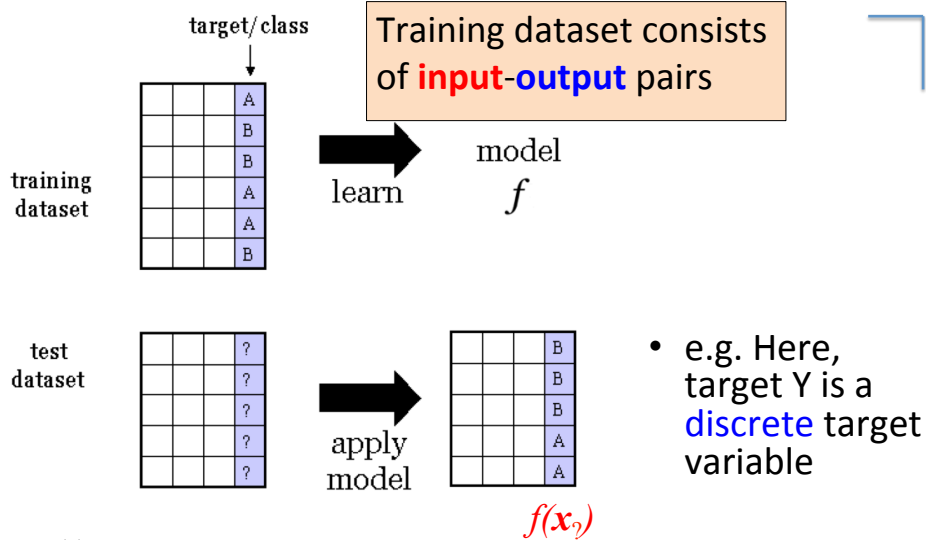 target/class
Training dataset consists
of input-output pairs
training
dataset
A
B
B
A
A
B
learn
model
f
test
dataset
?
?
?
?
?
apply
model
B
B
B
A
A
f(x?)
• e.g. Here,
target Y is a
discrete target
variable